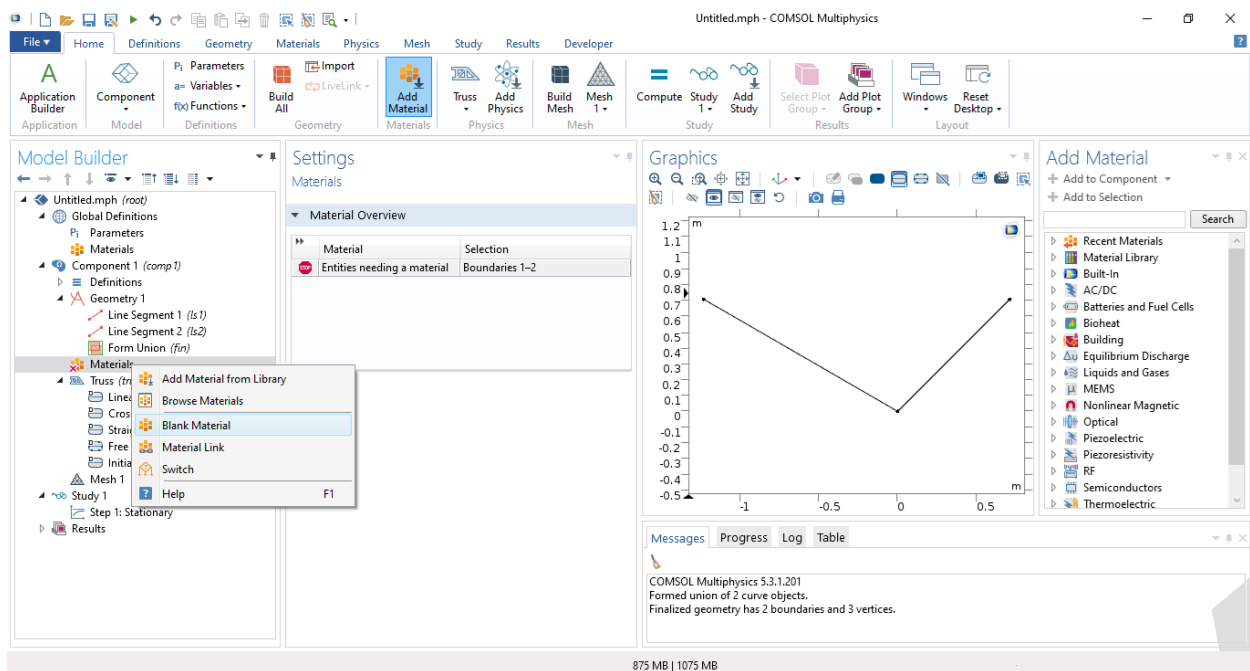 Untitled.mph - COMSOL Multiphysics
File Home Definitions Geometry Materials Physics Mesh Study Results Developer
Application Builder
Component
Pi Parameters
a= Variables
f(x) Functions
Build All
Import
LiveLink
Add Material
Truss
Add Physics
Build Mesh
Mesh 1
Compute
Study 1
Add Study
Select Plot Group
Add Plot Group
Windows
Reset Desktop
Application Model Definitions Geometry Materials Physics Mesh Study Results Layout
Model Builder
Untitled.mph (root)
Global Definitions
Pi Parameters
Materials
Component 1 (comp1)
Definitions
Geometry 1
Line Segment 1 (ls1)
Line Segment 2 (ls2)
Form Union (fin)
Materials
Truss
Free
Mesh 1
Study 1
Step 1: Stationary
Results
Add Material from Library
Browse Materials
Blank Material
Material Link
Switch
Help F1
Settings
Materials
Material Overview
Material Selection
STOP Entities needing a material Boundaries 1–2
Graphics
m
1.2
1.1
1
0.9
0.8
0.7
0.6
0.5
0.4
0.3
0.2
0.1
0
-0.1
-0.2
-0.3
-0.4
-0.5
m
-1 -0.5 0 0.5
Messages Progress Log Table
COMSOL Multiphysics 5.3.1.201
Formed union of 2 curve objects.
Finalized geometry has 2 boundaries and 3 vertices.
Add Material
+ Add to Component
+ Add to Selection
Search
Recent Materials
Material Library
Built-In
AC/DC
Batteries and Fuel Cells
Bioheat
Building
Equilibrium Discharge
Liquids and Gases
MEMS
Nonlinear Magnetic
Optical
Piezoelectric
Piezoresistivity
RF
Semiconductors
Thermoelectric
875 MB | 1075 MB